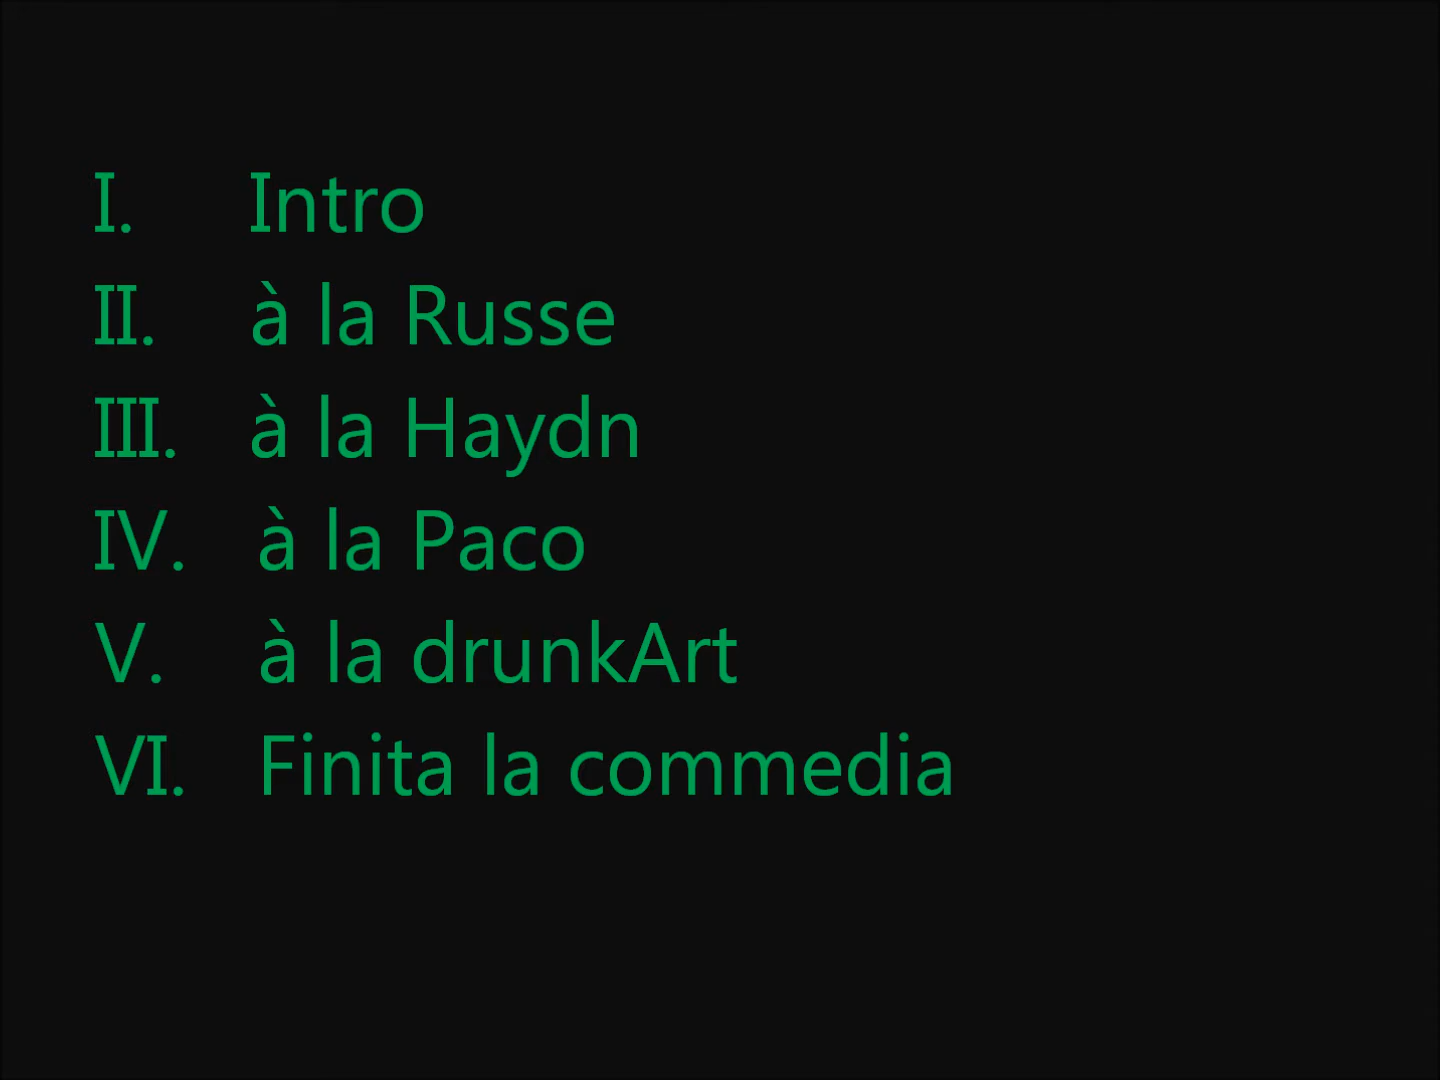 I. Intro
II. à la Russe
III. à la Haydn
IV. à la Paco
V. à la drunkArt
VI. Finita la commedia